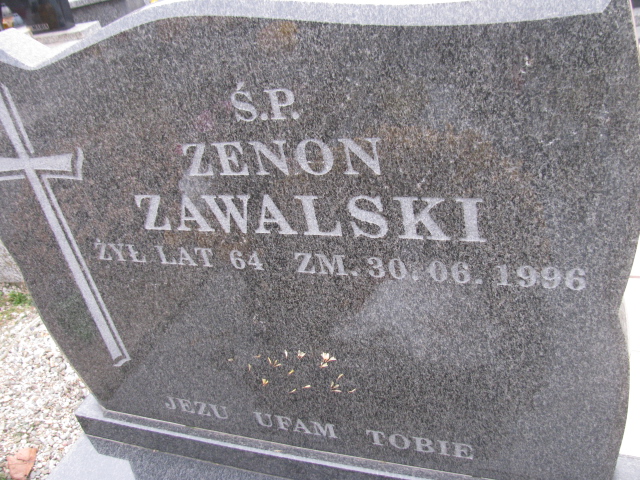 Ś.P.
ZENON
ZAWALSKI
ŻYŁ LAT 64 ZM. 30.06.1996
JEZU UFAM TOBIE